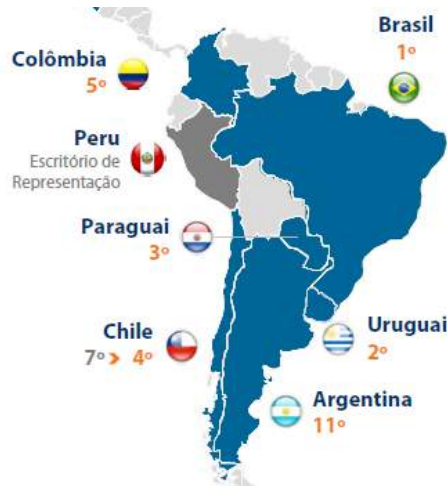 Brasil
1º
Colômbia
5º
Peru
Escritório de
Representação
Paraguai
3º
Chile
7º > 4º
Uruguai
2º
Argentina
11º